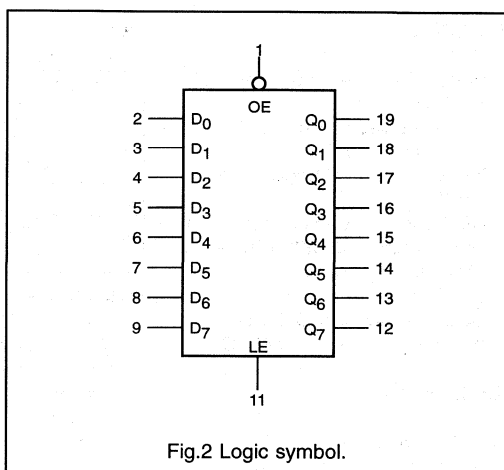 1
OE
2 D0 Q0 19
3 D1 Q1 18
4 D2 Q2 17
5 D3 Q3 16
6 D4 Q4 15
7 D5 Q5 14
8 D6 Q6 13
9 D7 Q7 12
LE
11
Fig.2 Logic symbol.